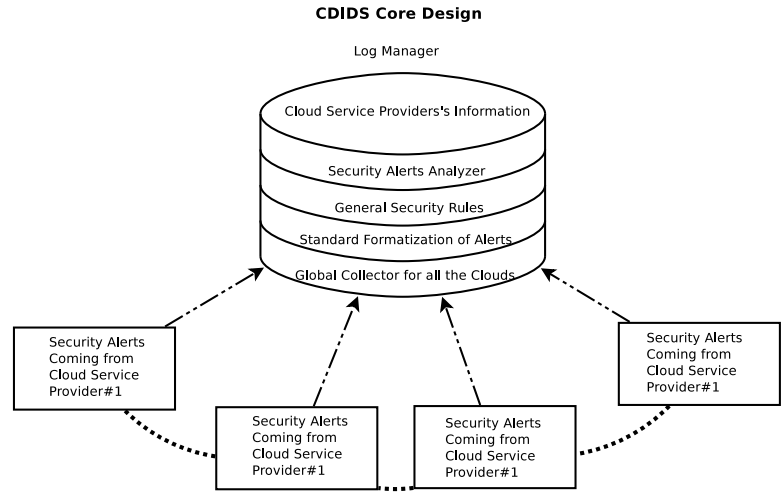 CDIDS Core Design
Log Manager
Cloud Service Providers's Information
Security Alerts Analyzer
General Security Rules
Standard Formatization of Alerts
Global Collector for all the Clouds
Security Alerts
Coming from
Cloud Service
Provider#1
Security Alerts
Coming from
Cloud Service
Provider#1
Security Alerts
Coming from
Cloud Service
Provider#1
Security Alerts
Coming from
Cloud Service
Provider#1